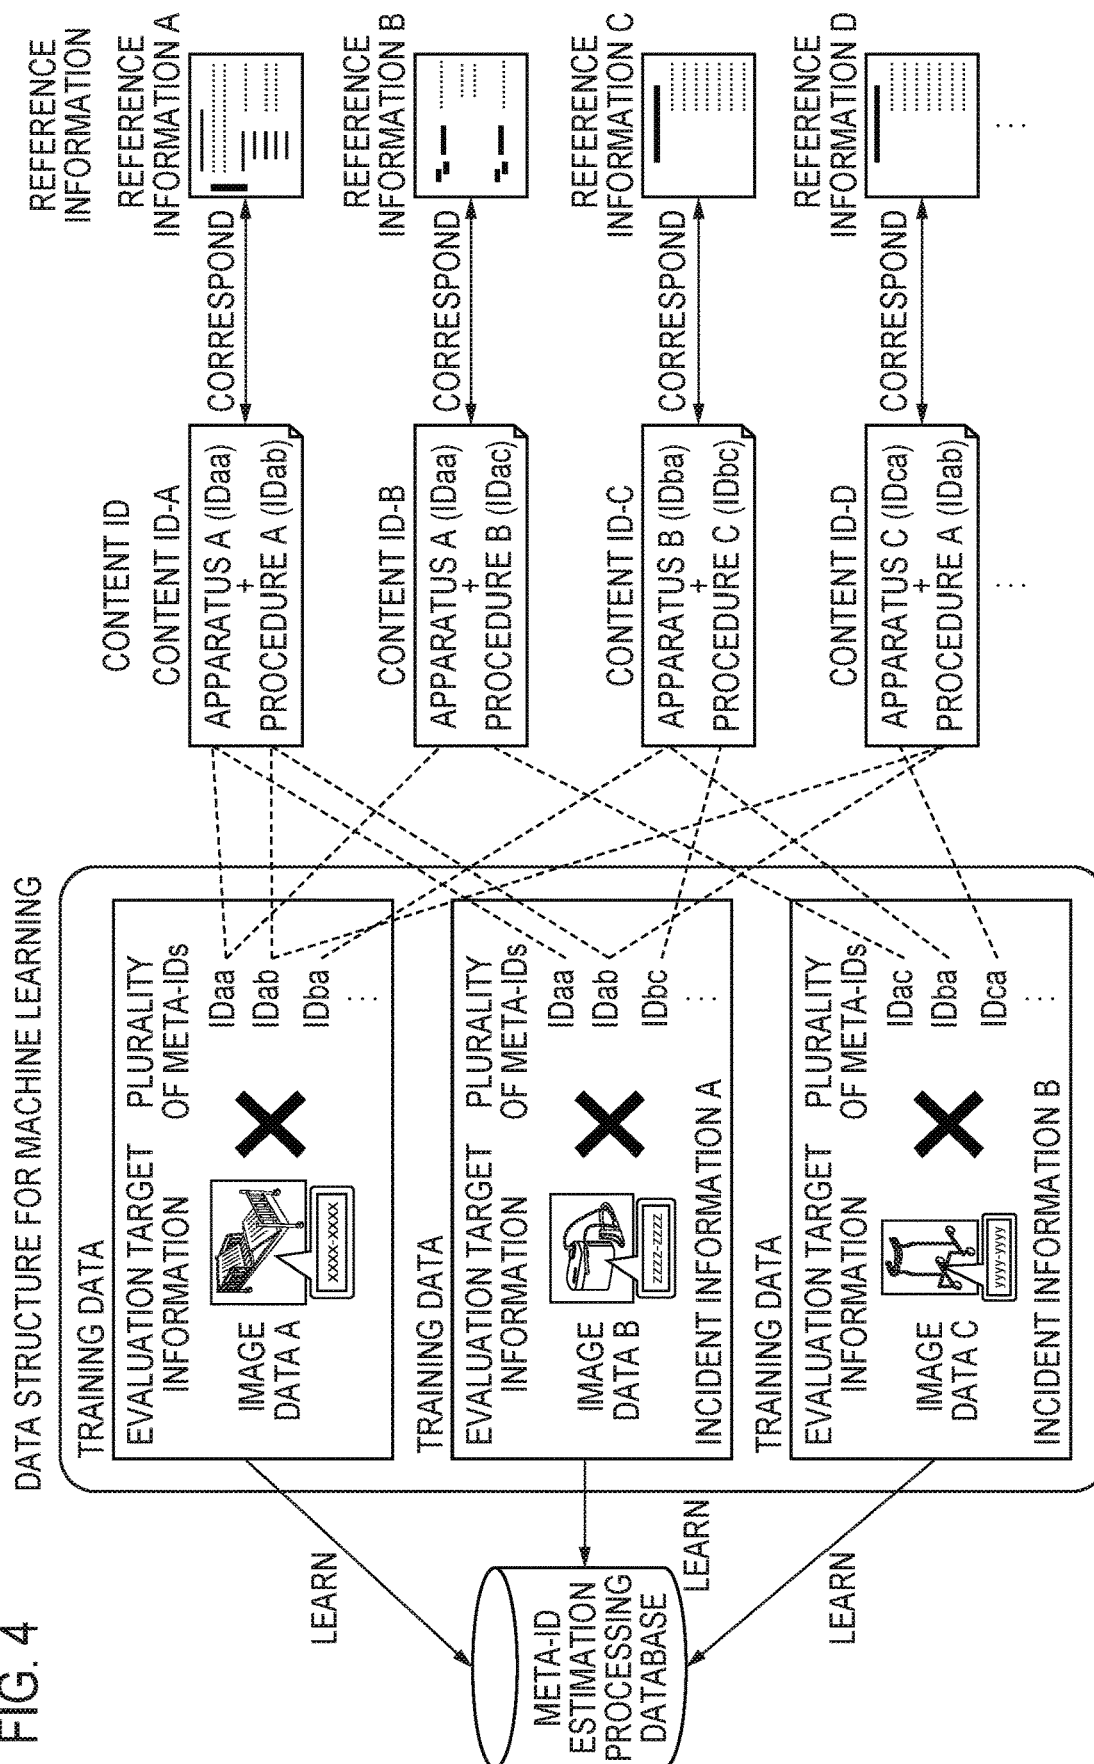 FIG. 4
DATA STRUCTURE FOR MACHINE LEARNING
META-ID
ESTIMATION
PROCESSING
DATABASE
LEARN
LEARN
LEARN
TRAINING DATA
EVALUATION TARGET
INFORMATION
PLURALITY
OF META-IDs
IMAGE
DATA A
XXXX-XXXX
IDaa
IDab
IDba
⋮
TRAINING DATA
EVALUATION TARGET
INFORMATION
PLURALITY
OF META-IDs
IMAGE
DATA B
ZZZZ-ZZZZ
IDaa
IDab
IDbc
⋮
INCIDENT INFORMATION A
TRAINING DATA
EVALUATION TARGET
INFORMATION
PLURALITY
OF META-IDs
IMAGE
DATA C
yyyy-yyyy
IDac
IDba
IDca
⋮
INCIDENT INFORMATION B
CONTENT ID
CONTENT ID-A
APPARATUS A (IDaa)
+
PROCEDURE A (IDab)
CONTENT ID-B
APPARATUS A (IDaa)
+
PROCEDURE B (IDac)
CONTENT ID-C
APPARATUS B (IDba)
+
PROCEDURE C (IDbc)
CONTENT ID-D
APPARATUS C (IDca)
+
PROCEDURE A (IDab)
⋮
CORRESPOND
CORRESPOND
CORRESPOND
CORRESPOND
REFERENCE
INFORMATION
REFERENCE
INFORMATION A
REFERENCE
INFORMATION B
REFERENCE
INFORMATION C
REFERENCE
INFORMATION D
⋮